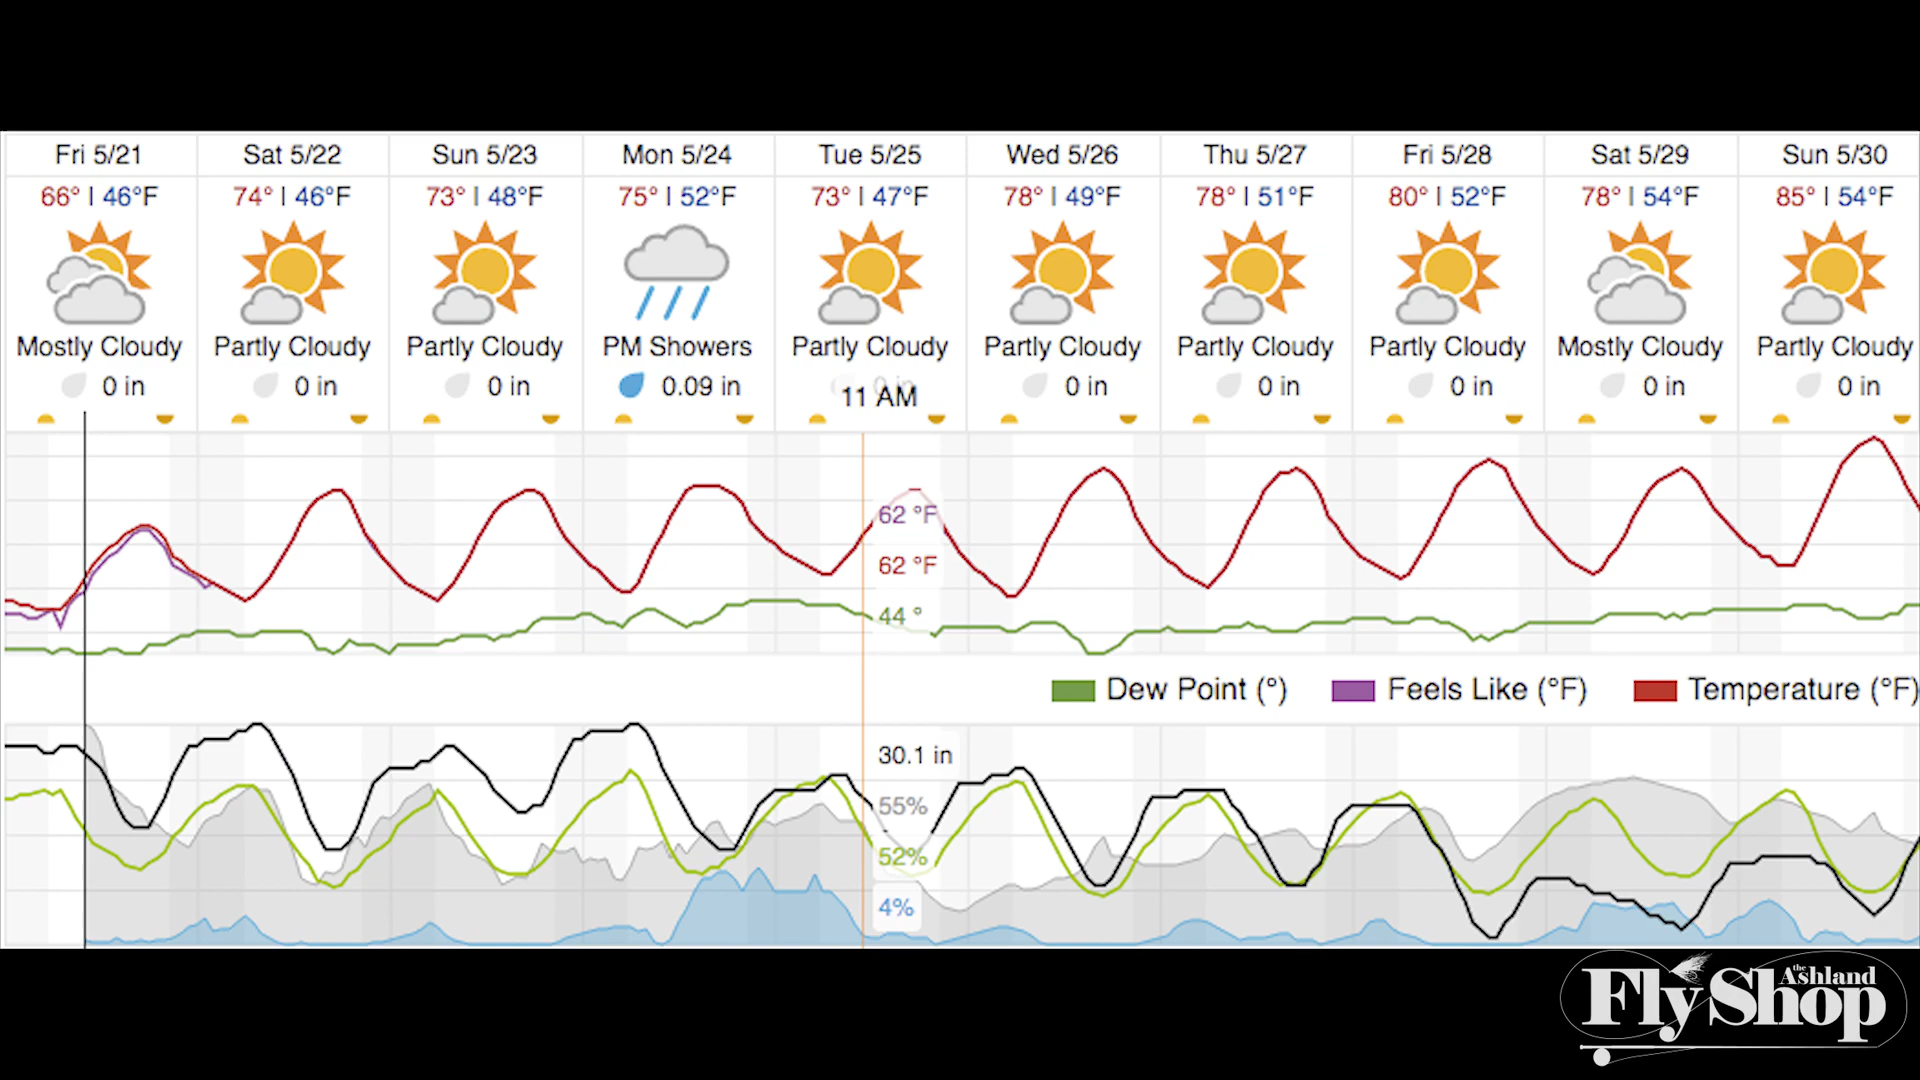 Fri 5/21 Sat 5/22 Sun 5/23 Mon 5/24 Tue 5/25 Wed 5/26 Thu 5/27 Fri 5/28 Sat 5/29 Sun 5/30
66° | 46°F 74° | 46°F 73° | 48°F 75° | 52°F 73° | 47°F 78° | 49°F 78° | 51°F 80° | 52°F 78° | 54°F 85° | 54°F
Mostly Cloudy Partly Cloudy Partly Cloudy PM Showers Partly Cloudy Partly Cloudy Partly Cloudy Partly Cloudy Mostly Cloudy Partly Cloudy
0 in 0 in 0 in 0.09 in 0 in 0 in 0 in 0 in 0 in 0 in
11 AM
62 °F
62 °F
44 °
Dew Point (°) Feels Like (°F) Temperature (°F)
30.1 in
55%
52%
4%
the Ashland
Fly Shop